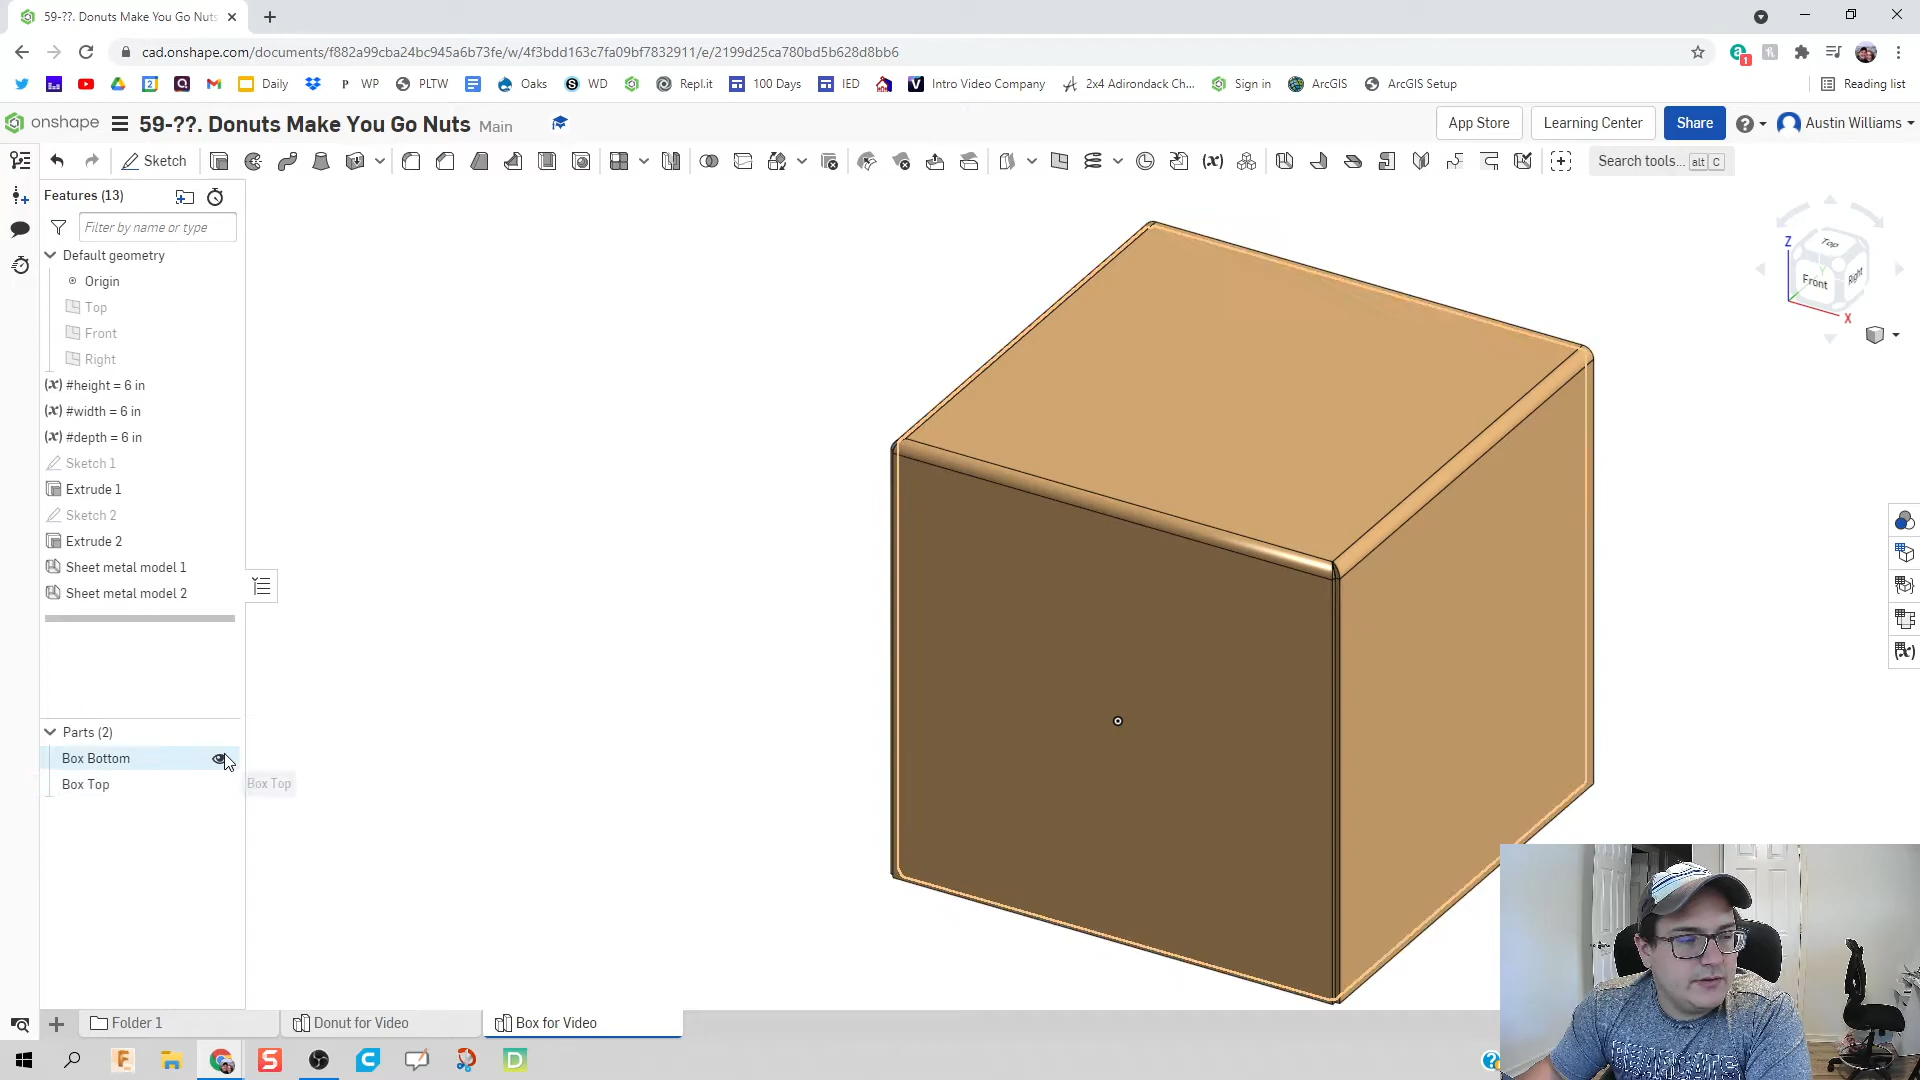 59-??. Donuts Make You Go Nuts
cad.onshape.com/documents/f882a99cba24bc945a6b73fe/w/4f3bdd163c7fa09bf7832911/e/2199d25ca780bd5b628d8bb6
1
Daily
P WP
PLTW
Oaks
S WD
Repl.it
100 Days
IED
Intro Video Company
2x4 Adirondack Ch...
Sign in
ArcGIS
ArcGIS Setup
Reading list
onshape
59-??. Donuts Make You Go Nuts Main
App Store
Learning Center
Share
Austin Williams
Sketch
(x)
Search tools... alt C
Features (13)
Filter by name or type
Default geometry
Origin
Top
Front
Right
(x) #height = 6 in
(x) #width = 6 in
(x) #depth = 6 in
Sketch 1
Extrude 1
Sketch 2
Extrude 2
Sheet metal model 1
Sheet metal model 2
Parts (2)
Box Bottom
Box Top
Box Top
Z
Top
Front
Right
Y
X
(x)
Folder 1
Donut for Video
Box for Video
BEARCATS